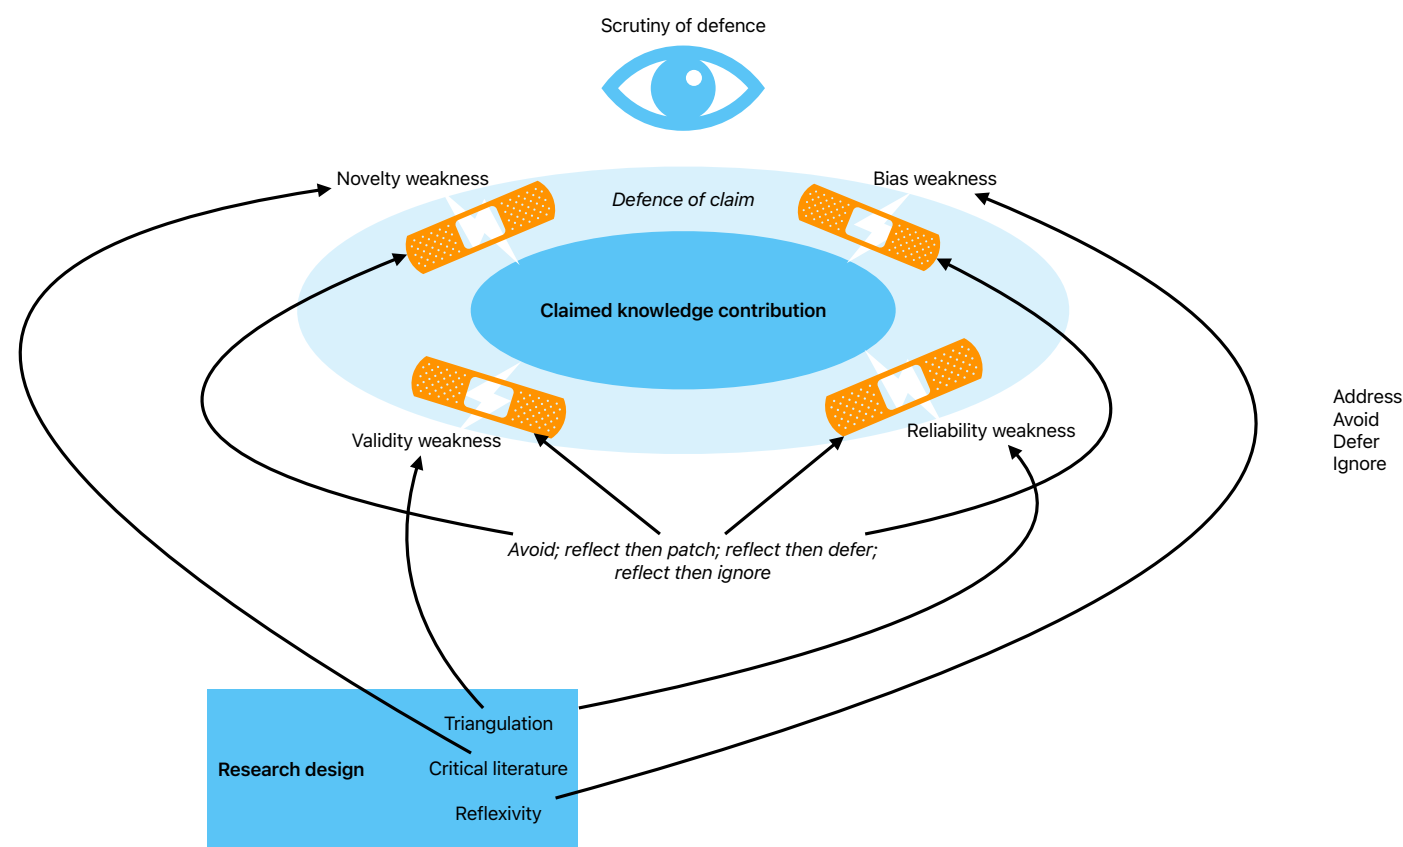 Scrutiny of defence
Novelty weakness
Bias weakness
Defence of claim
Claimed knowledge contribution
Validity weakness
Reliability weakness
Address
Avoid
Defer
Ignore
Avoid; reflect then patch; reflect then defer;
reflect then ignore
Triangulation
Research design
Critical literature
Reflexivity